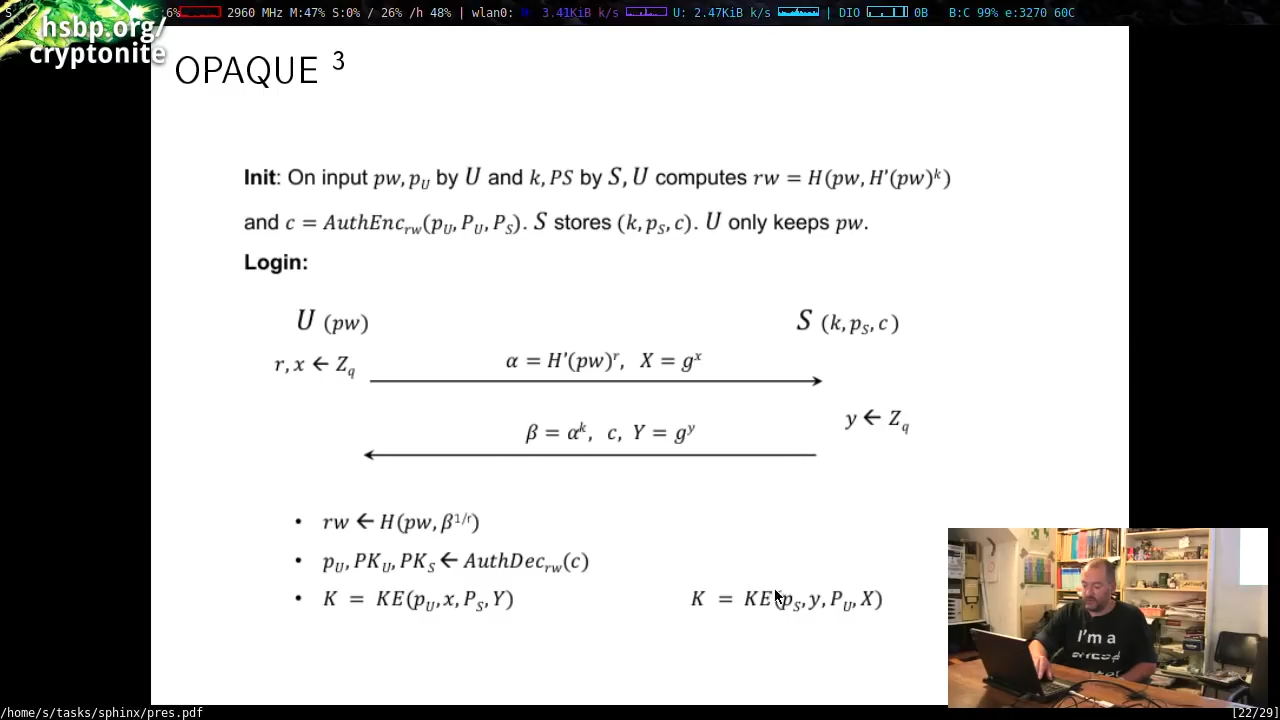 6% 2960 MHz M:47% S:0% / 26% /h 48% | wlan0: D: 3.41KiB k/s U: 2.47KiB k/s | DIO 0B B:C 99% e:3270 60C
hsbp.org/
cryptonite
OPAQUE ³
Init: On input pw, p_U by U and k, PS by S, U computes rw = H(pw, H'(pw)^k)
and c = AuthEnc_rw(p_U, P_U, P_S). S stores (k, p_S, c). U only keeps pw.
Login:
U (pw) S (k, p_S, c)
r, x ← Z_q α = H'(pw)^r, X = g^x
y ← Z_q
β = α^k, c, Y = g^y
• rw ← H(pw, β^1/r)
• p_U, PK_U, PK_S ← AuthDec_rw(c)
• K = KE(p_U, x, P_S, Y) K = KE(p_S, y, P_U, X)
I'm a
/home/s/tasks/sphinx/pres.pdf [22/29]